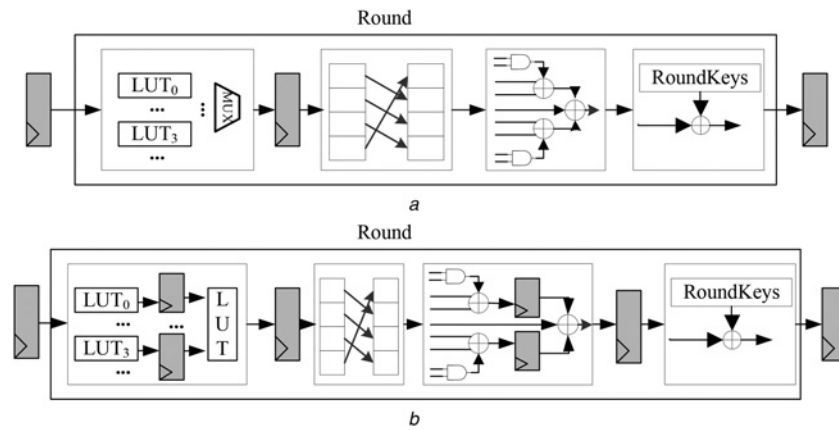 Round
LUT0
...
...
MUX
LUT3
...
RoundKeys
a
Round
LUT0
...
...
LUT3
...
L
U
T
RoundKeys
b